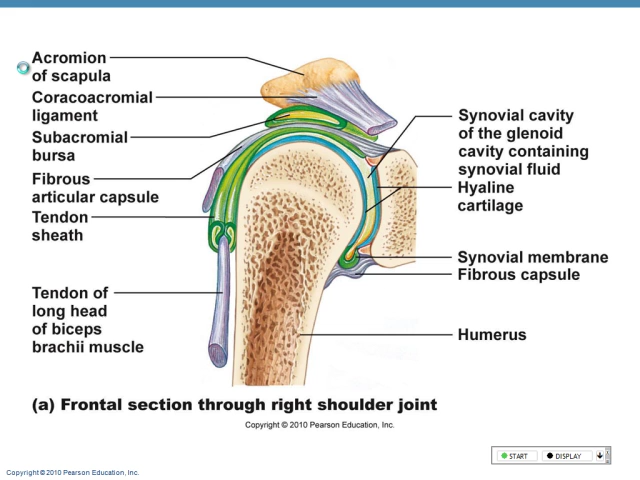 Acromion
of scapula
Coracoacromial
ligament
Subacromial
bursa
Fibrous
articular capsule
Tendon
sheath
Tendon of
long head
of biceps
brachii muscle
Synovial cavity
of the glenoid
cavity containing
synovial fluid
Hyaline
cartilage
Synovial membrane
Fibrous capsule
Humerus
(a) Frontal section through right shoulder joint
Copyright © 2010 Pearson Education, Inc.
START DISPLAY
Copyright © 2010 Pearson Education, Inc.